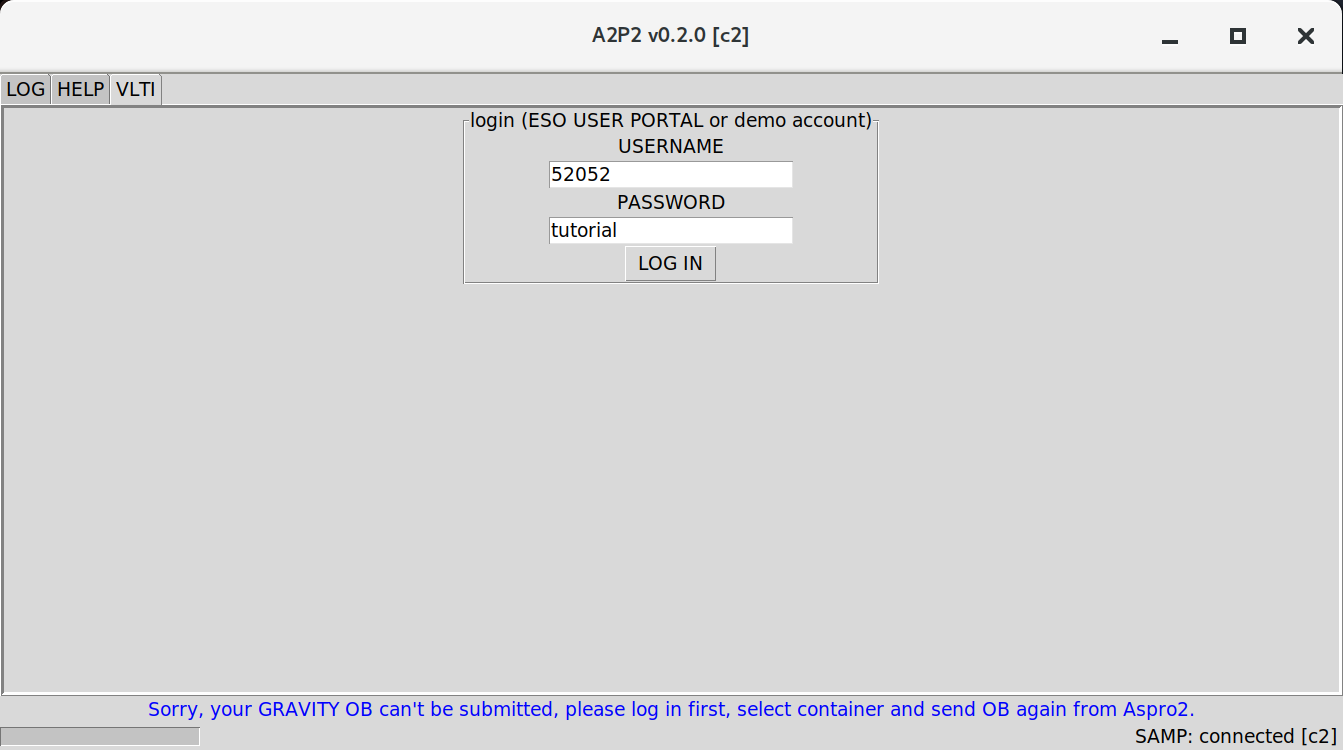 A2P2 v0.2.0 [c2]
LOG HELP VLTI
login (ESO USER PORTAL or demo account)
USERNAME
52052
PASSWORD
tutorial
LOG IN
Sorry, your GRAVITY OB can't be submitted, please log in first, select container and send OB again from Aspro2.
SAMP: connected [c2]